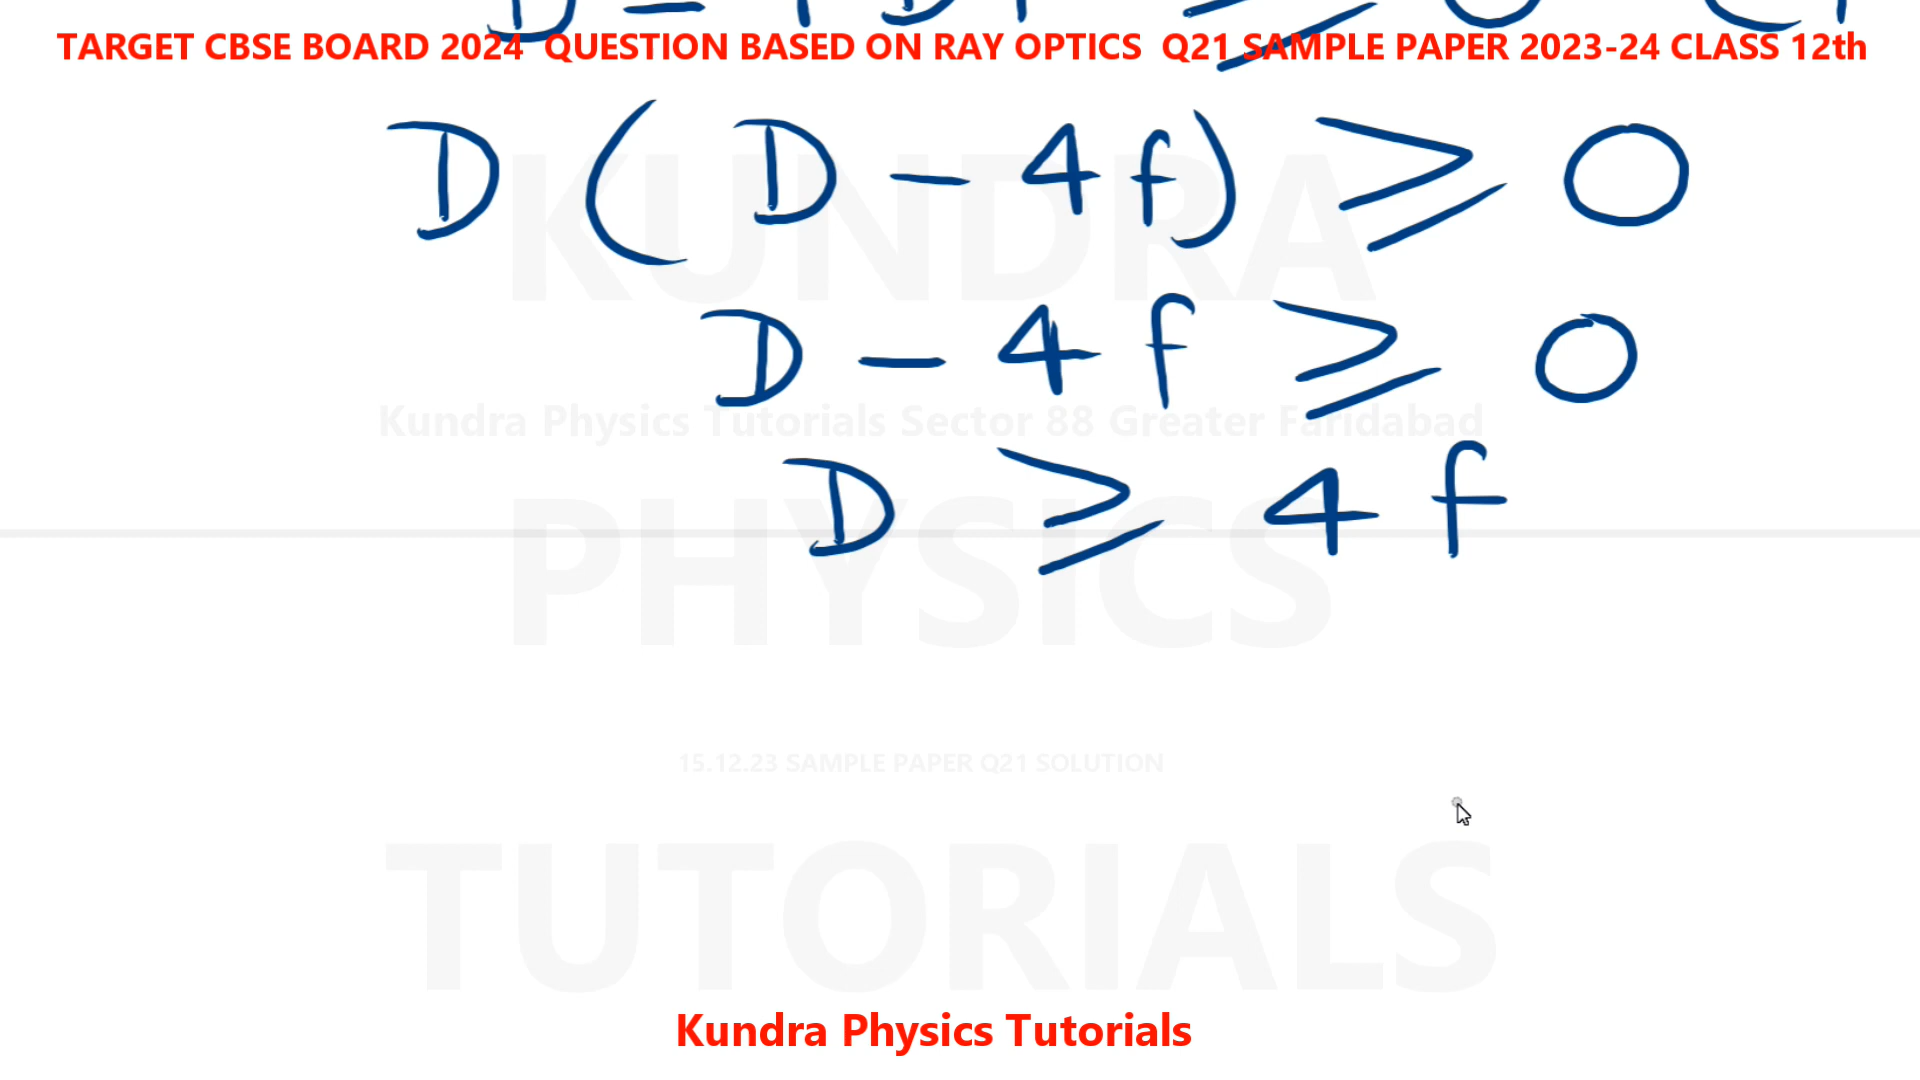 TARGET CBSE BOARD 2024 QUESTION BASED ON RAY OPTICS Q21 SAMPLE PAPER 2023-24 CLASS 12th
D ( D - 4f) ≥ 0
D - 4f ≥ 0
D ≥ 4f
KUNDRA
Kundra Physics Tutorials Sector 88 Greater Faridabad
PHYSICS
15.12.23 SAMPLE PAPER Q21 SOLUTION
TUTORIALS
Kundra Physics Tutorials